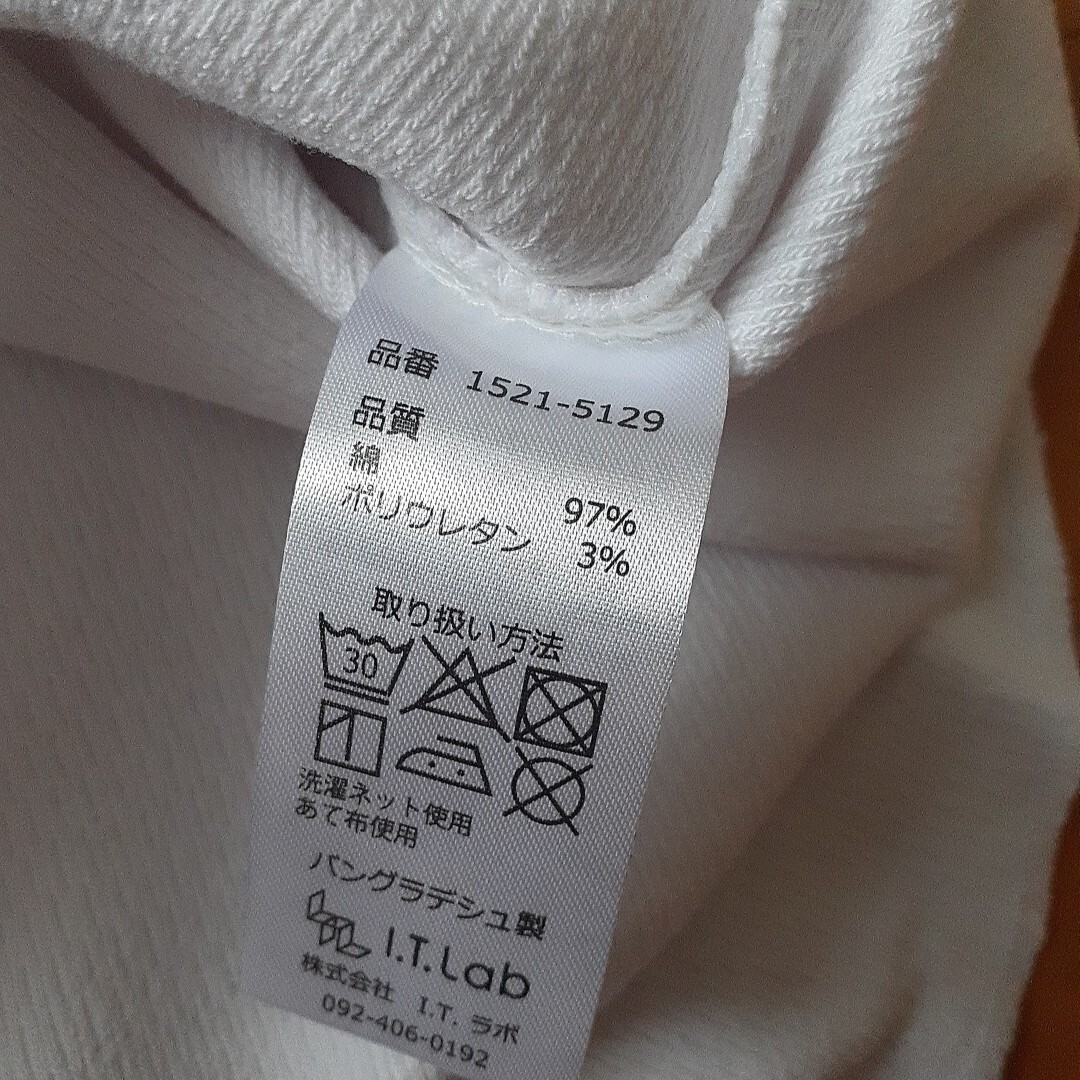 品番 1521-5129
品質
綿 97%
ポリウレタン 3%
取り扱い方法
30
洗濯ネット使用
あて布使用
バングラデシュ製
I.T.Lab
株式会社 I.T. ラボ
092-406-0192